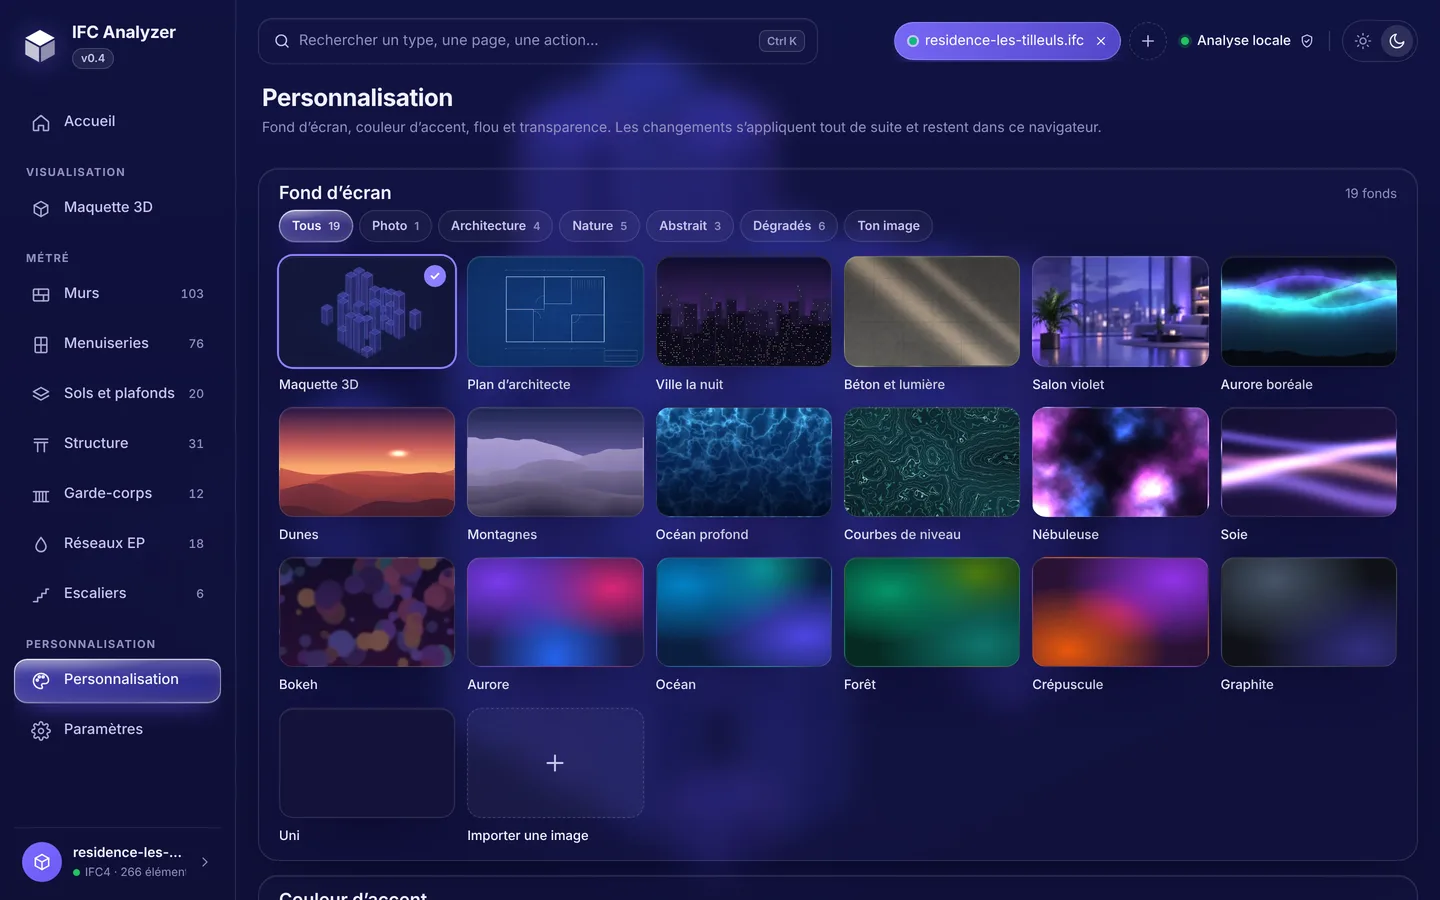 IFC Analyzer
v0.4
Accueil
VISUALISATION
Maquette 3D
MÉTRÉ
Murs 103
Menuiseries 76
Sols et plafonds 20
Structure 31
Garde-corps 12
Réseaux EP 18
Escaliers 6
PERSONNALISATION
Personnalisation
Paramètres
residence-les-...
IFC4 · 266 élémen
Rechercher un type, une page, une action... Ctrl K
residence-les-tilleuls.ifc
Analyse locale
Personnalisation
Fond d’écran, couleur d’accent, flou et transparence. Les changements s’appliquent tout de suite et restent dans ce navigateur.
Fond d’écran
19 fonds
Tous 19 Photo 1 Architecture 4 Nature 5 Abstrait 3 Dégradés 6 Ton image
Maquette 3D Plan d’architecte Ville la nuit Béton et lumière Salon violet Aurore boréale
Dunes Montagnes Océan profond Courbes de niveau Nébuleuse Soie
Bokeh Aurore Océan Forêt Crépuscule Graphite
Uni Importer une image
Couleur d’accent